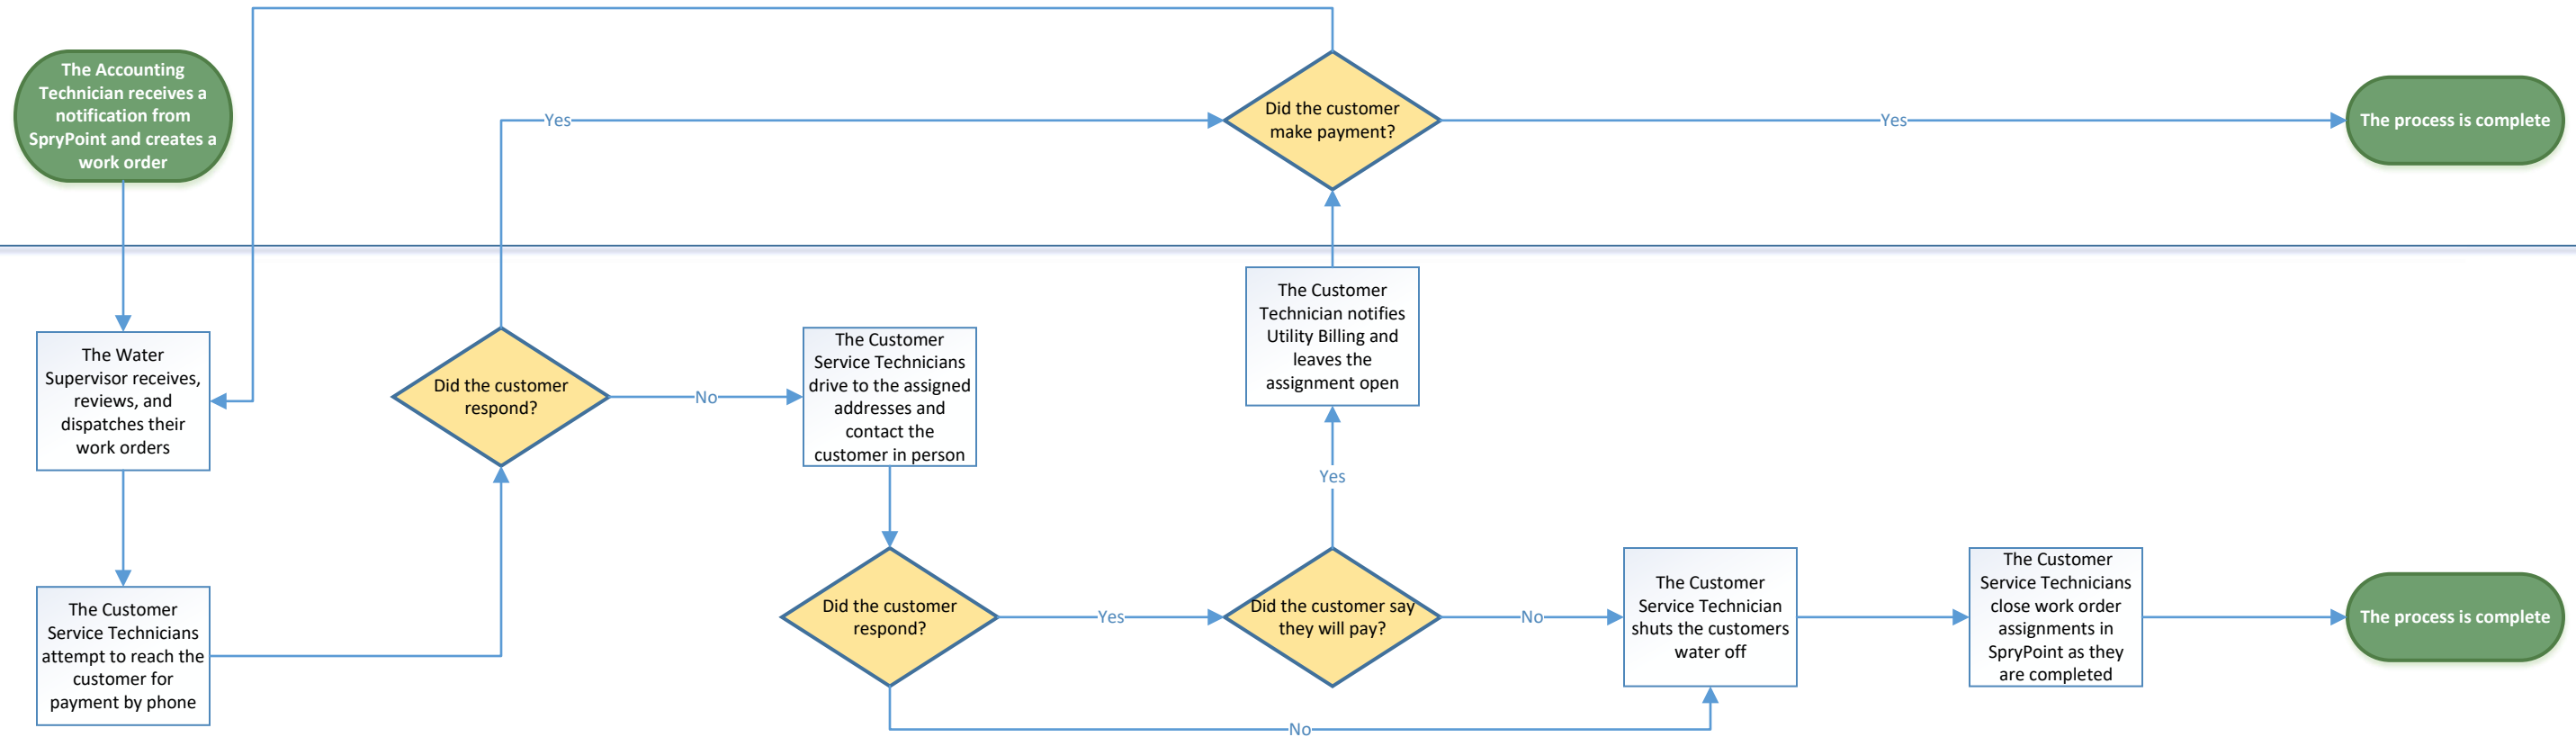 The Accounting
Technician receives a
notification from
SpryPoint and creates a
work order
Yes
Did the customer
make payment?
Yes
The process is complete
The Water
Supervisor receives,
reviews, and
dispatches their
work orders
Did the customer
respond?
No
The Customer
Service Technicians
drive to the assigned
addresses and
contact the
customer in person
The Customer
Technician notifies
Utility Billing and
leaves the
assignment open
Yes
The Customer
Service Technicians
attempt to reach the
customer for
payment by phone
Did the customer
respond?
Yes
Did the customer say
they will pay?
No
The Customer
Service Technician
shuts the customers
water off
The Customer
Service Technicians
close work order
assignments in
SpryPoint as they
are completed
The process is complete
No